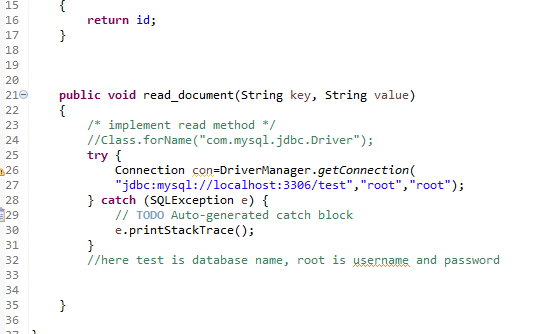 15 {
16 return id;
17 }
18
19
20
21 public void read_document(String key, String value)
22 {
23 /* implement read method */
24 //Class.forName("com.mysql.jdbc.Driver");
25 try {
26 Connection con=DriverManager.getConnection(
27 "jdbc:mysql://localhost:3306/test","root","root");
28 } catch (SQLException e) {
29 // TODO Auto-generated catch block
30 e.printStackTrace();
31 }
32 //here test is database name, root is username and password
33
34
35 }
36